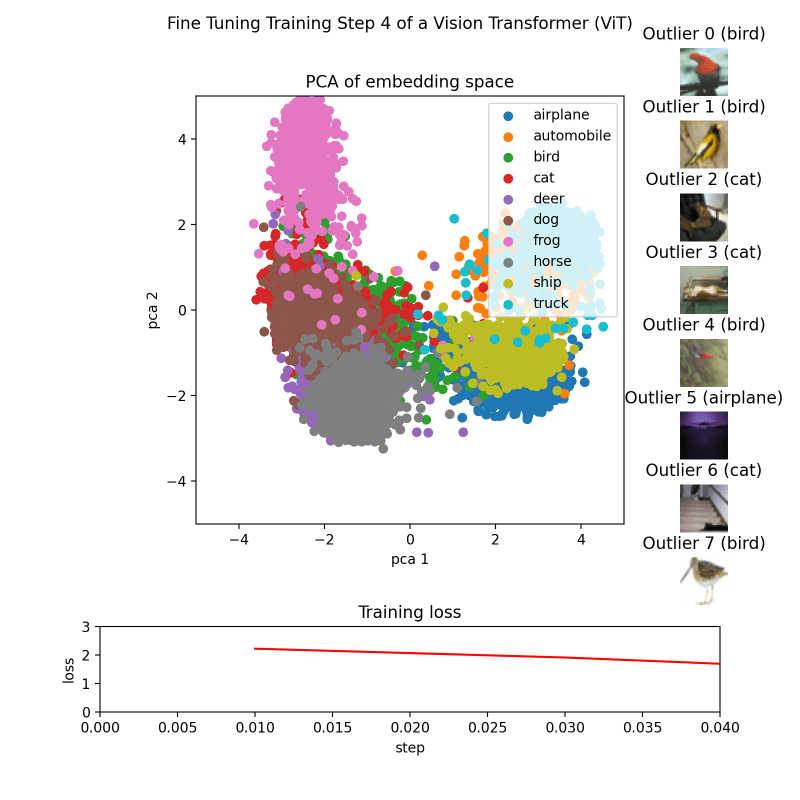 Fine Tuning Training Step 4 of a Vision Transformer (ViT)
PCA of embedding space
4
2
0
−2
−4
pca 2
−4
−2
0
2
4
pca 1
airplane
automobile
bird
cat
deer
dog
frog
horse
ship
truck
Outlier 0 (bird)
Outlier 1 (bird)
Outlier 2 (cat)
Outlier 3 (cat)
Outlier 4 (bird)
Outlier 5 (airplane)
Outlier 6 (cat)
Outlier 7 (bird)
Training loss
3
2
1
0
loss
0.000
0.005
0.010
0.015
0.020
0.025
0.030
0.035
0.040
step